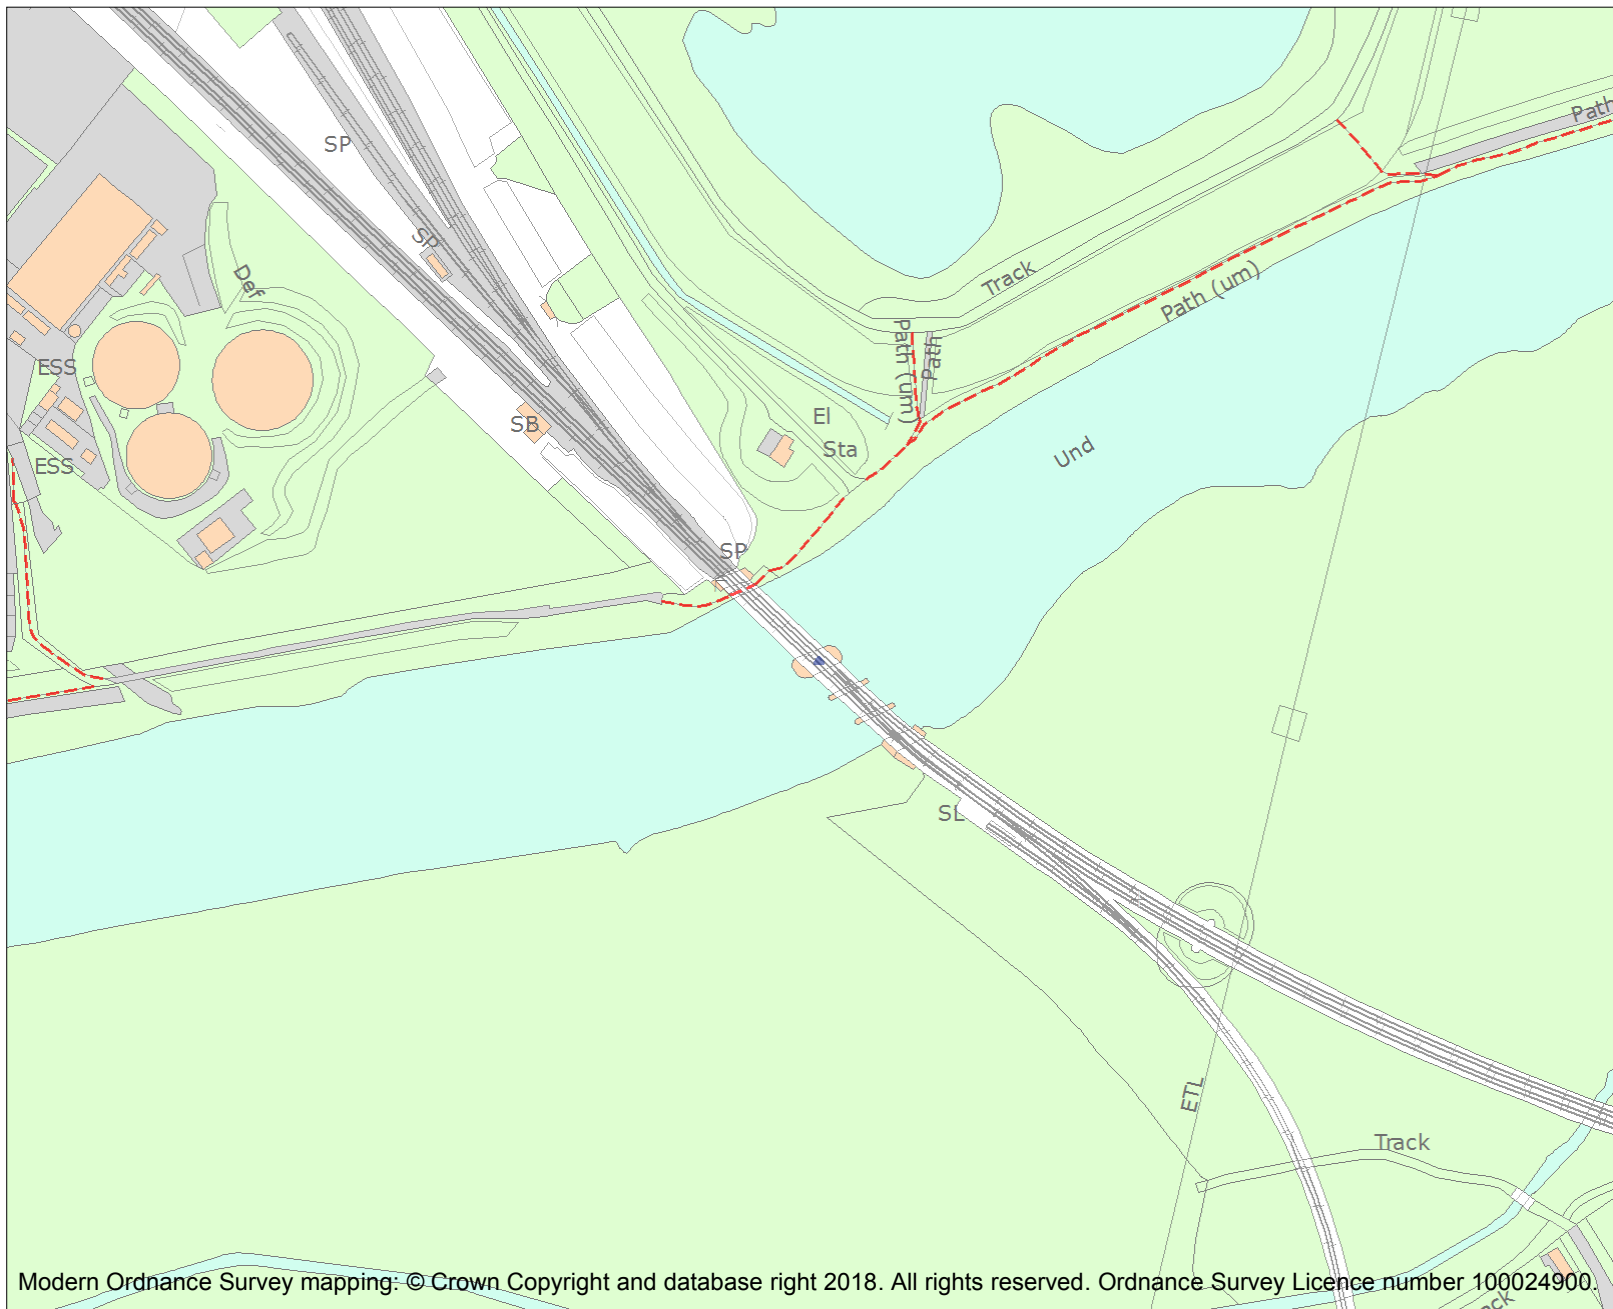 Path
SP
SP
Def
Track
Path (um)
Path (um)
Path
ESS
El
Sta
SB
Und
ESS
SP
SL
ETL
Track
Modern Ordnance Survey mapping: © Crown Copyright and database right 2018. All rights reserved. Ordnance Survey Licence number 100024900.
ack